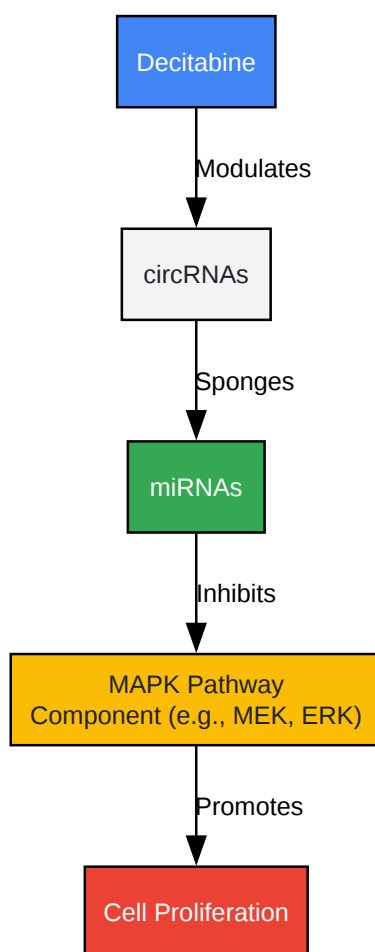 Decitabine
Modulates
circRNAs
Sponges
miRNAs
Inhibits
MAPK Pathway
Component (e.g., MEK, ERK)
Promotes
Cell Proliferation